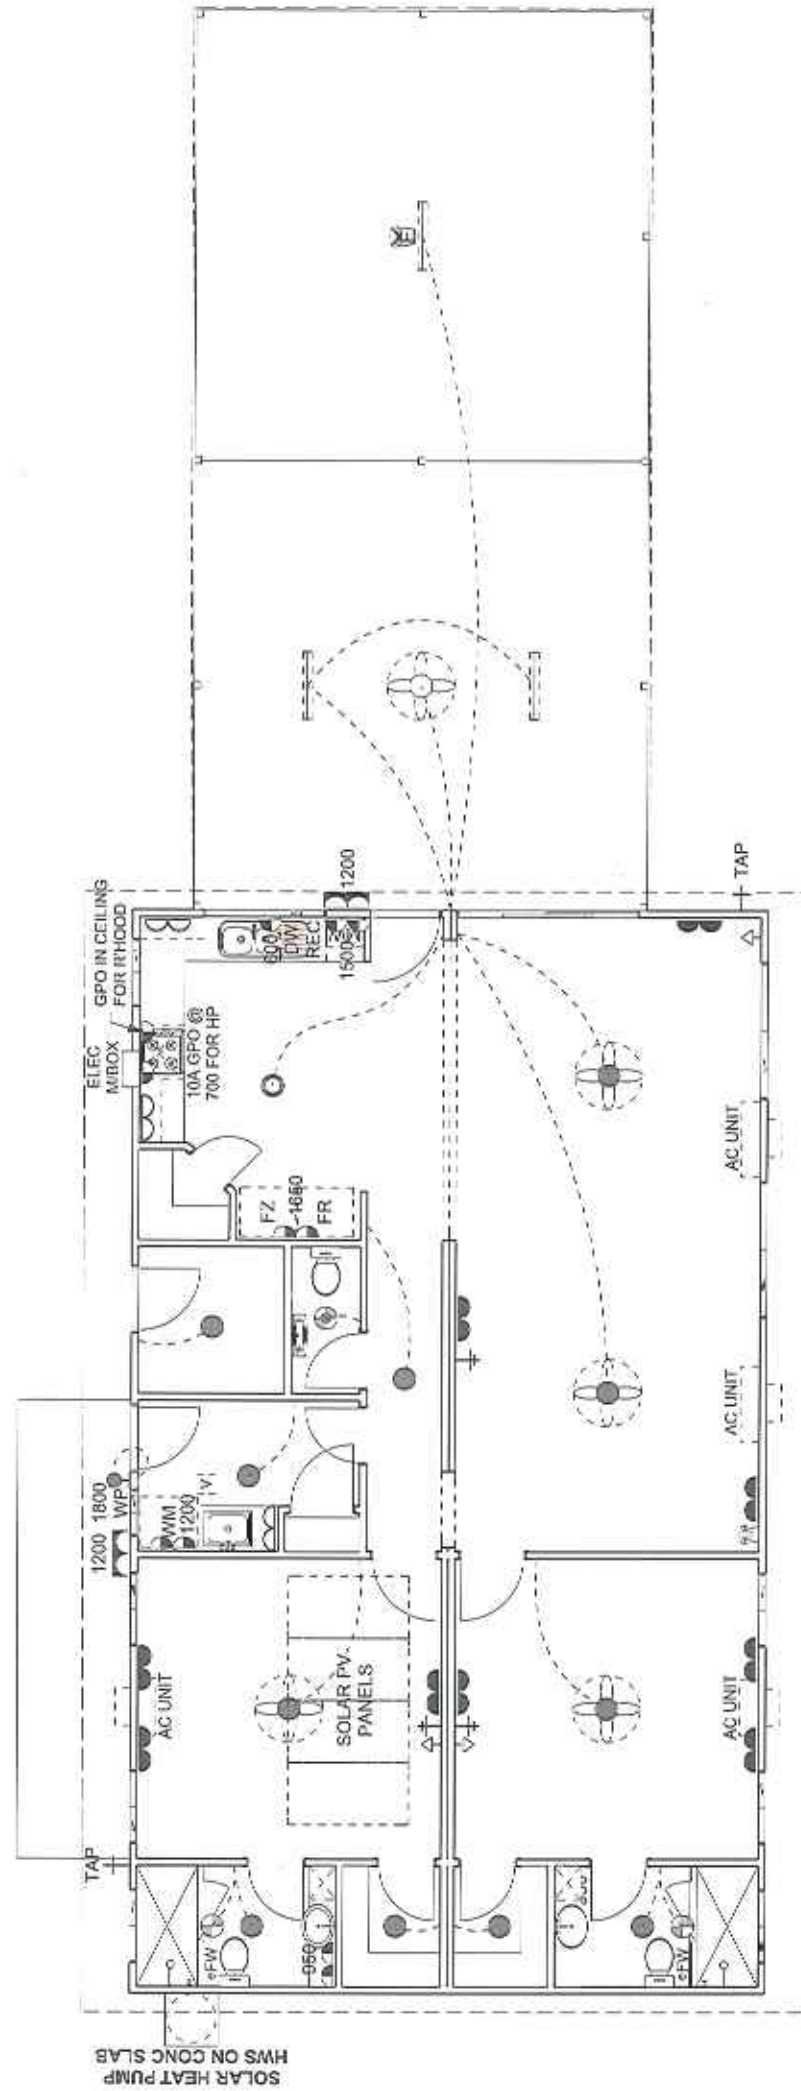 GPO IN CEILING
FOR R'HOOD
ELEC
M/BOX
10A GPO @
700 FOR HP
600
DW
REC
1500
1200
TAP
FZ
1650
FR
AC UNIT
AC UNIT
1200
1800
WP
WM
1200
V
AC UNIT
SOLAR PV.
PANELS
AC UNIT
TAP
FW
950
FW
SOLAR HEAT PUMP
HWS ON CONC SLAB